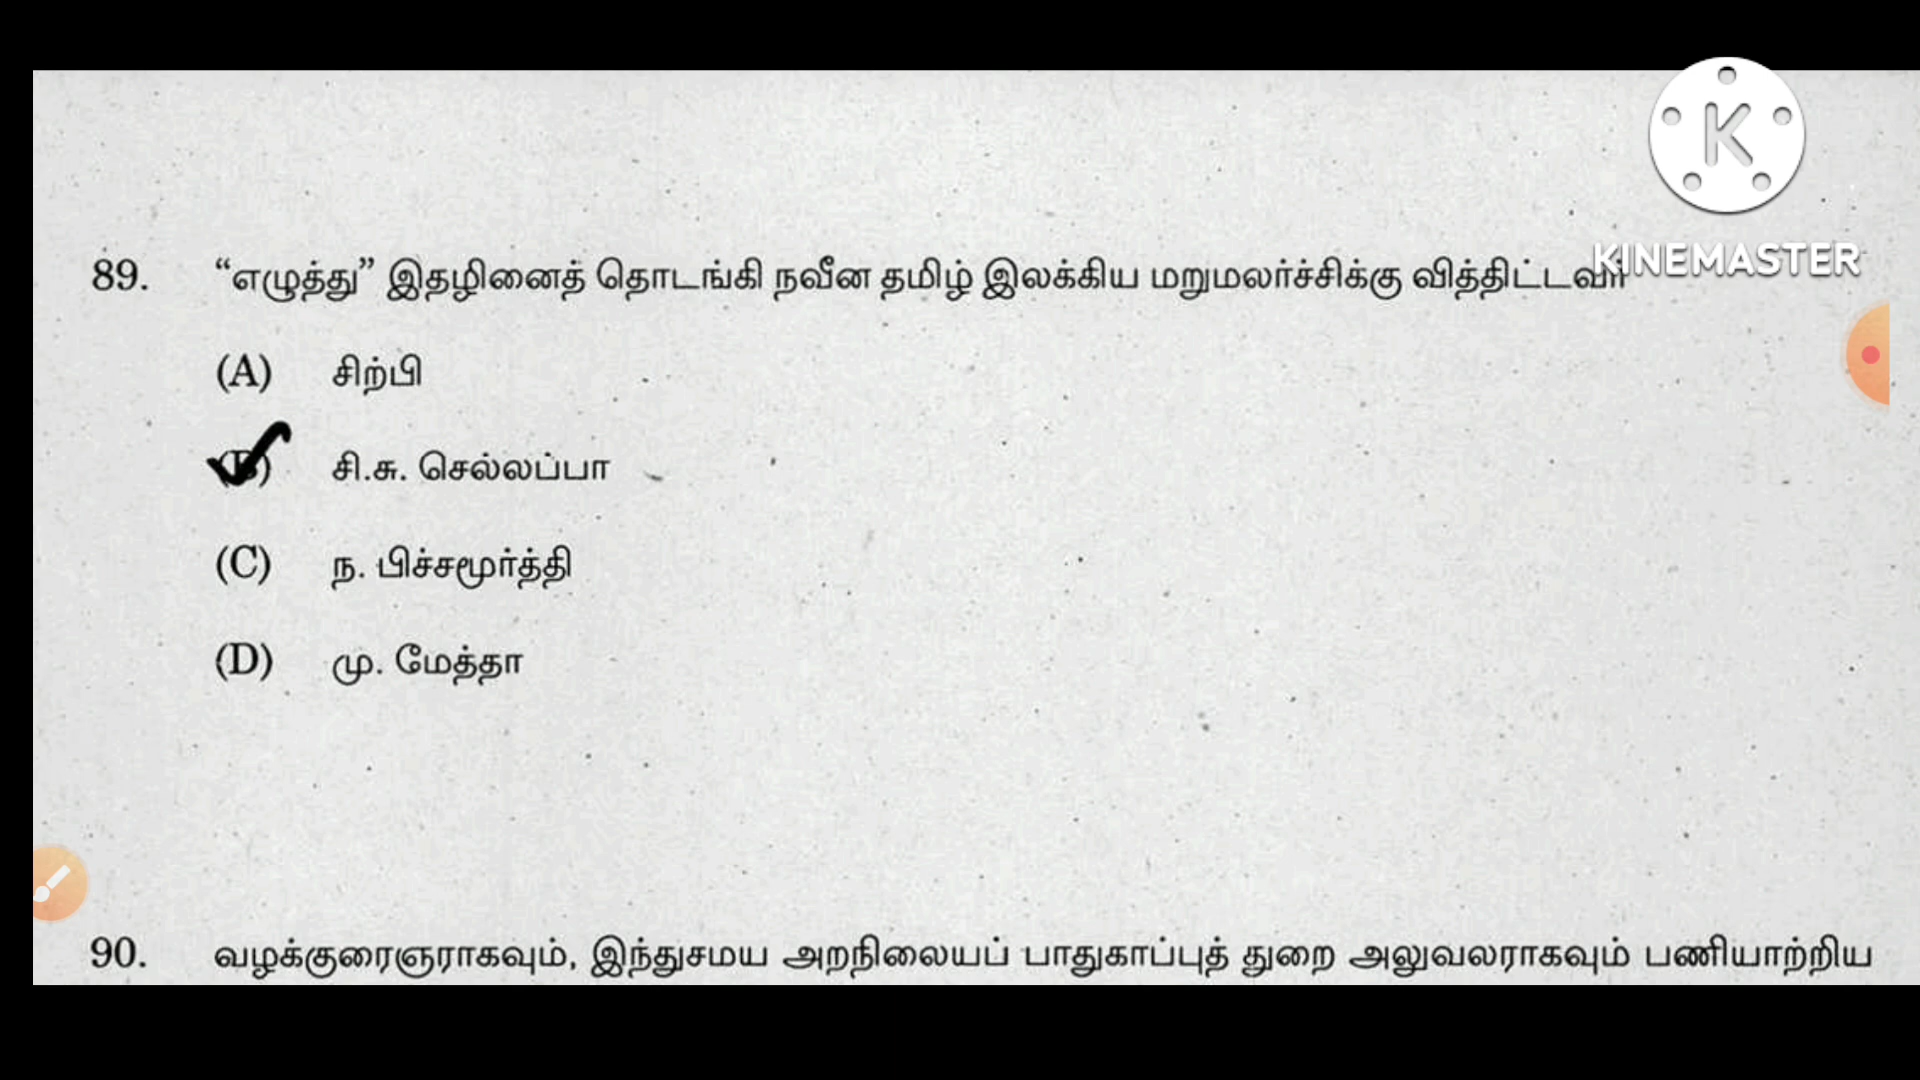 KINEMASTER
89. “எழுத்து” இதழினைத் தொடங்கி நவீன தமிழ் இலக்கிய மறுமலர்ச்சிக்கு வித்திட்டவர்
(A) சிற்பி
(B) சி.சு. செல்லப்பா
(C) ந. பிச்சமூர்த்தி
(D) மு. மேத்தா
90. வழக்குரைஞராகவும், இந்துசமய அறநிலையப் பாதுகாப்புத் துறை அலுவலராகவும் பணியாற்றிய